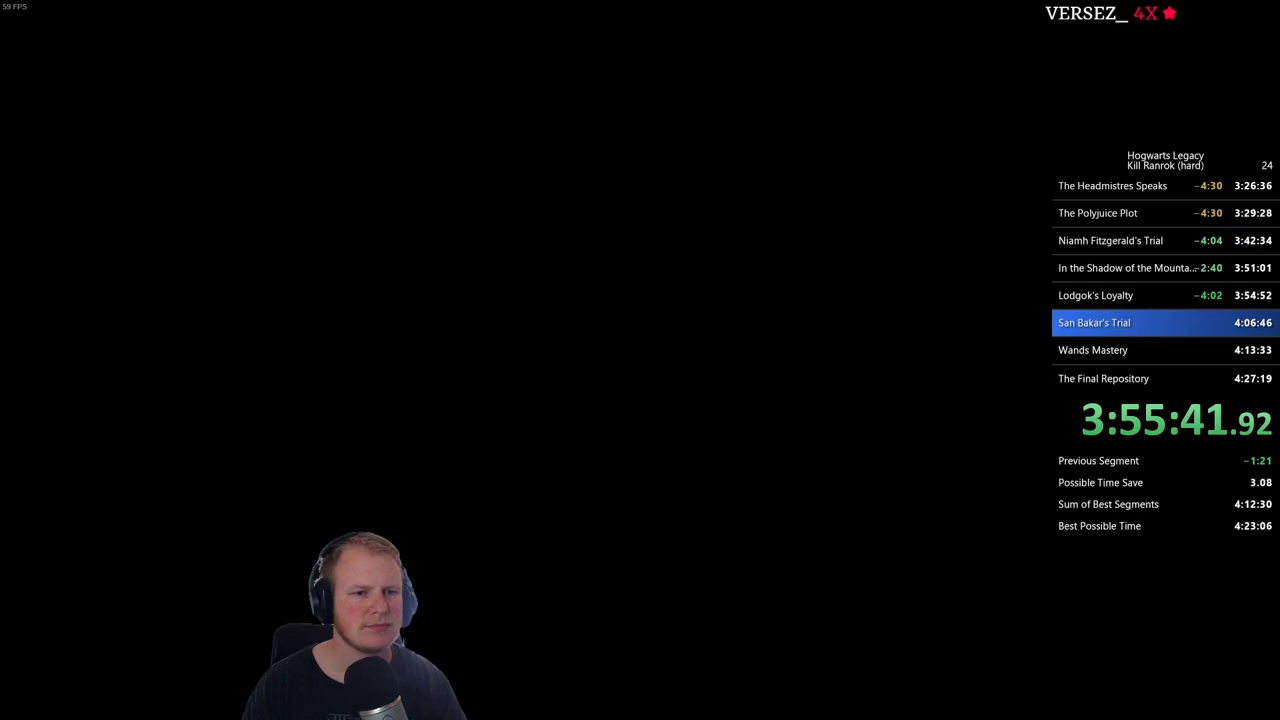 59 FPS
VERSEZ_ 4X
Hogwarts Legacy
Kill Ranrok (hard) 24
The Headmistres Speaks -4:30 3:26:36
The Polyjuice Plot -4:30 3:29:28
Niamh Fitzgerald's Trial -4:04 3:42:34
In the Shadow of the Mounta... -2:40 3:51:01
Lodgok's Loyalty -4:02 3:54:52
San Bakar's Trial 4:06:46
Wands Mastery 4:13:33
The Final Repository 4:27:19
3:55:41.92
Previous Segment -1:21
Possible Time Save 3.08
Sum of Best Segments 4:12:30
Best Possible Time 4:23:06